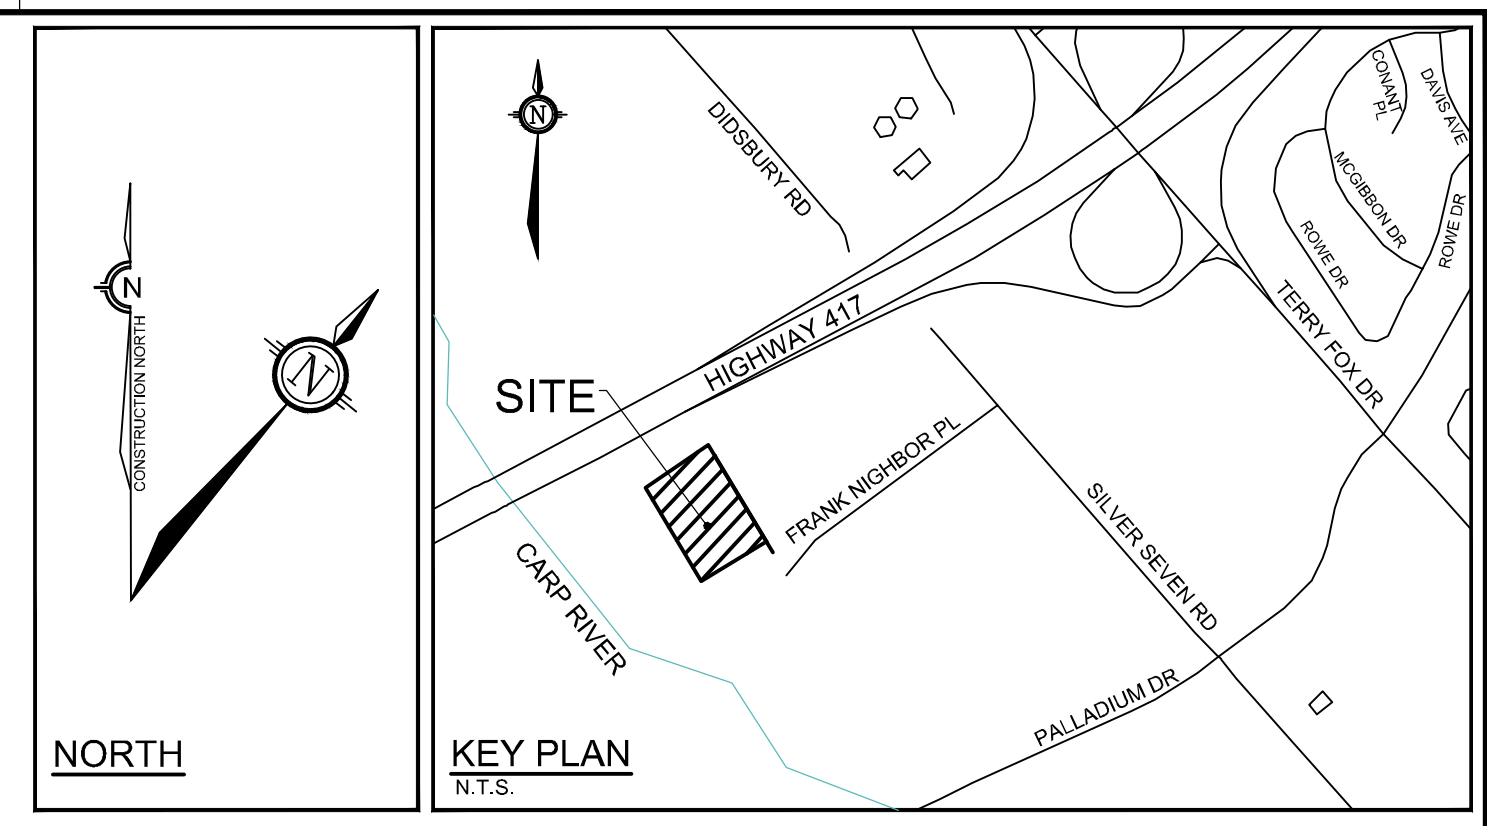 N
CONSTRUCTION NORTH
N
NORTH
N
DIDSBURY RD
CONANT
PL
DAVIS AVE
MCGIBBON DR
ROWE DR
ROWE DR
HIGHWAY 417
TERRY FOX DR
SITE
FRANK NIGHBOR PL
SILVER SEVEN RD
CARP RIVER
PALLADIUM DR
KEY PLAN
N.T.S.